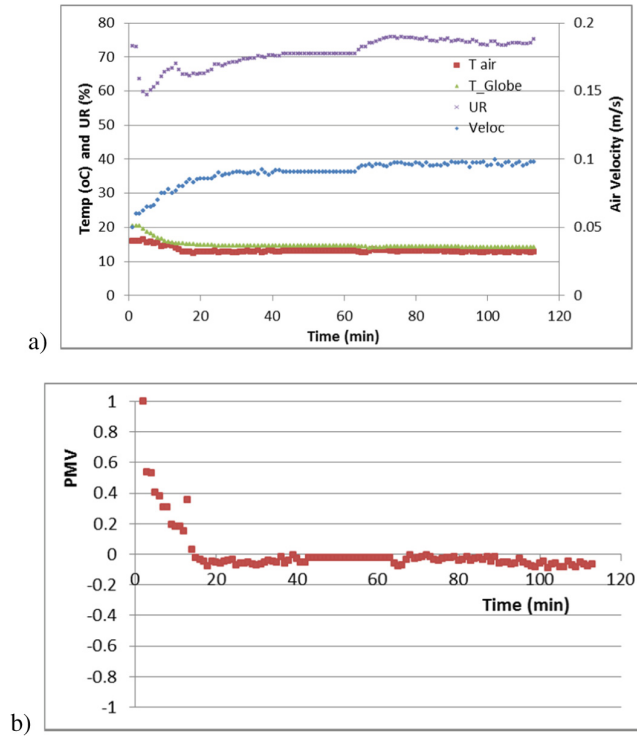 80
70
60
50
40
30
20
10
0
Temp (oC) and UR (%)
0.2
0.15
0.1
0.05
0
Air Velocity (m/s)
T air
T_Globe
UR
Veloc
0 20 40 60 80 100 120
Time (min)
a)
1
0.8
0.6
0.4
0.2
0
-0.2
-0.4
-0.6
-0.8
-1
PMV
0 20 40 60 80 100 120
Time (min)
b)